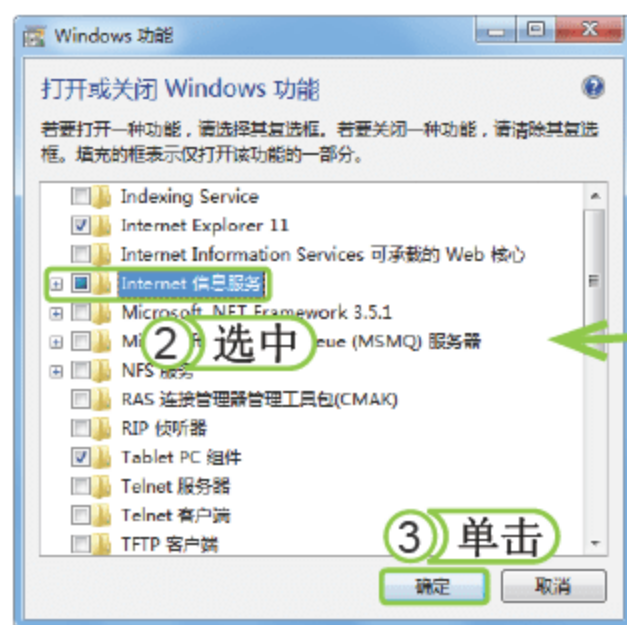 Windows 功能
打开或关闭 Windows 功能
若要打开一种功能，请选择其复选框。若要关闭一种功能，请清除其复选
框。填充的框表示仅打开该功能的一部分。
Indexing Service
Internet Explorer 11
Internet Information Services 可承载的 Web 核心
Internet 信息服务
Microsoft .NET Framework 3.5.1
② 选中
(MSMQ) 服务器
NFS 服务
RAS 连接管理器管理工具包(CMAK)
RIP 侦听器
Tablet PC 组件
Telnet 服务器
Telnet 客户端
TFTP 客户端
③ 单击
确定
取消